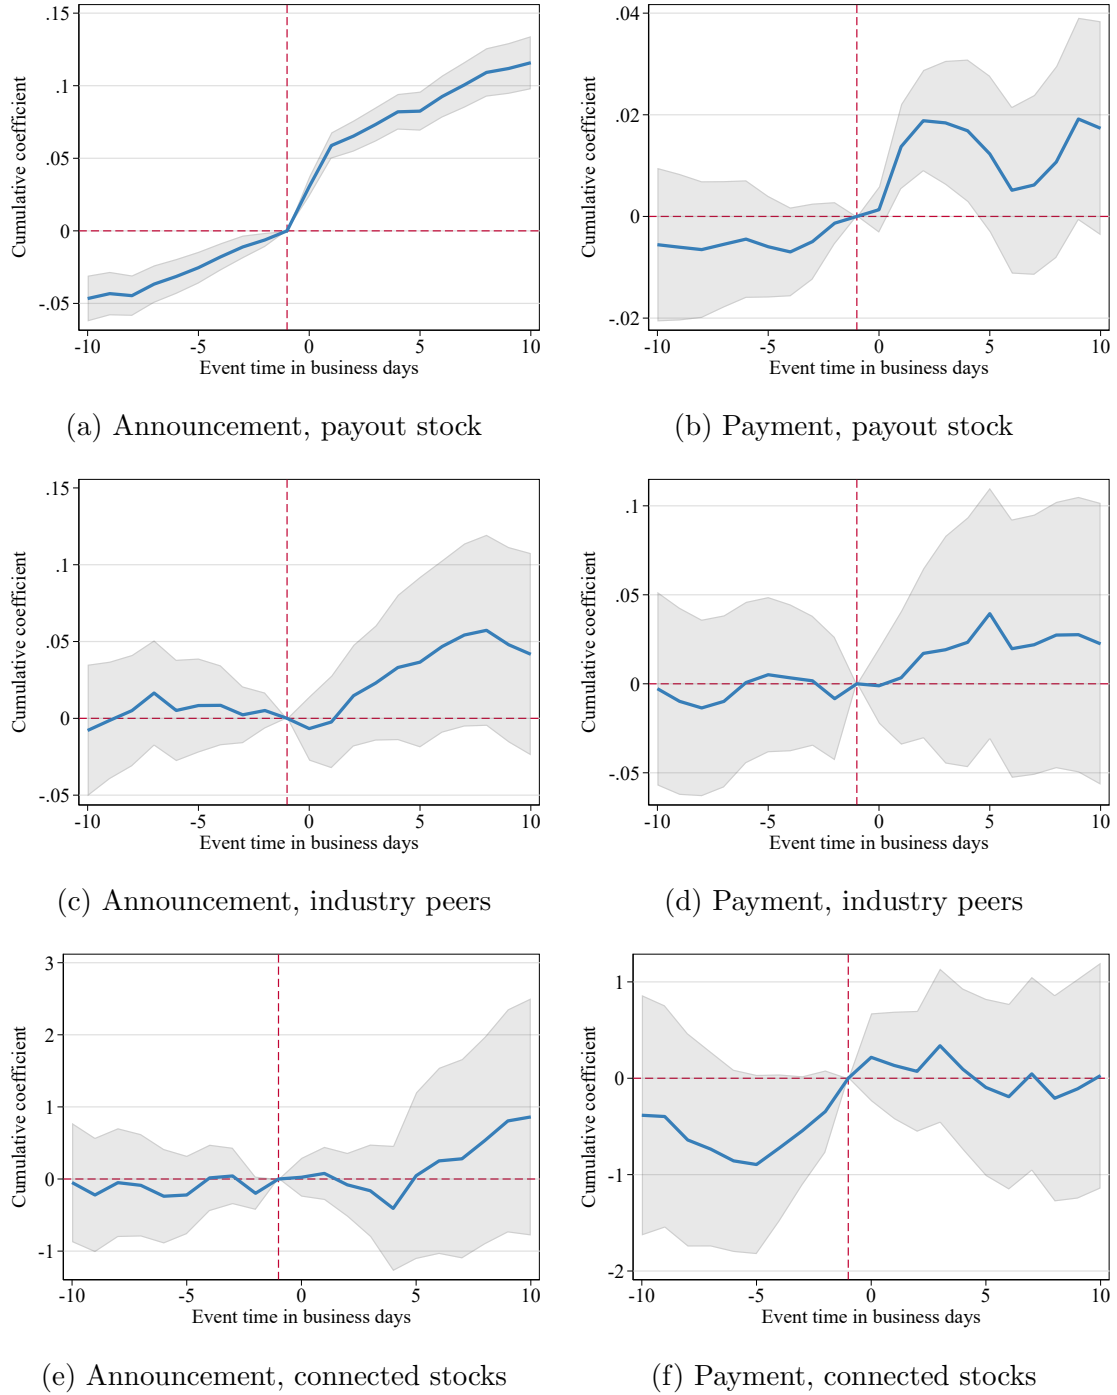 .15
.1
.05
0
-.05
Cumulative coefficient
-10 -5 0 5 10
Event time in business days
(a) Announcement, payout stock
.04
.02
0
-.02
Cumulative coefficient
-10 -5 0 5 10
Event time in business days
(b) Payment, payout stock
.15
.1
.05
0
-.05
Cumulative coefficient
-10 -5 0 5 10
Event time in business days
(c) Announcement, industry peers
.1
.05
0
-.05
Cumulative coefficient
-10 -5 0 5 10
Event time in business days
(d) Payment, industry peers
3
2
1
0
-1
Cumulative coefficient
-10 -5 0 5 10
Event time in business days
(e) Announcement, connected stocks
1
0
-1
-2
Cumulative coefficient
-10 -5 0 5 10
Event time in business days
(f) Payment, connected stocks